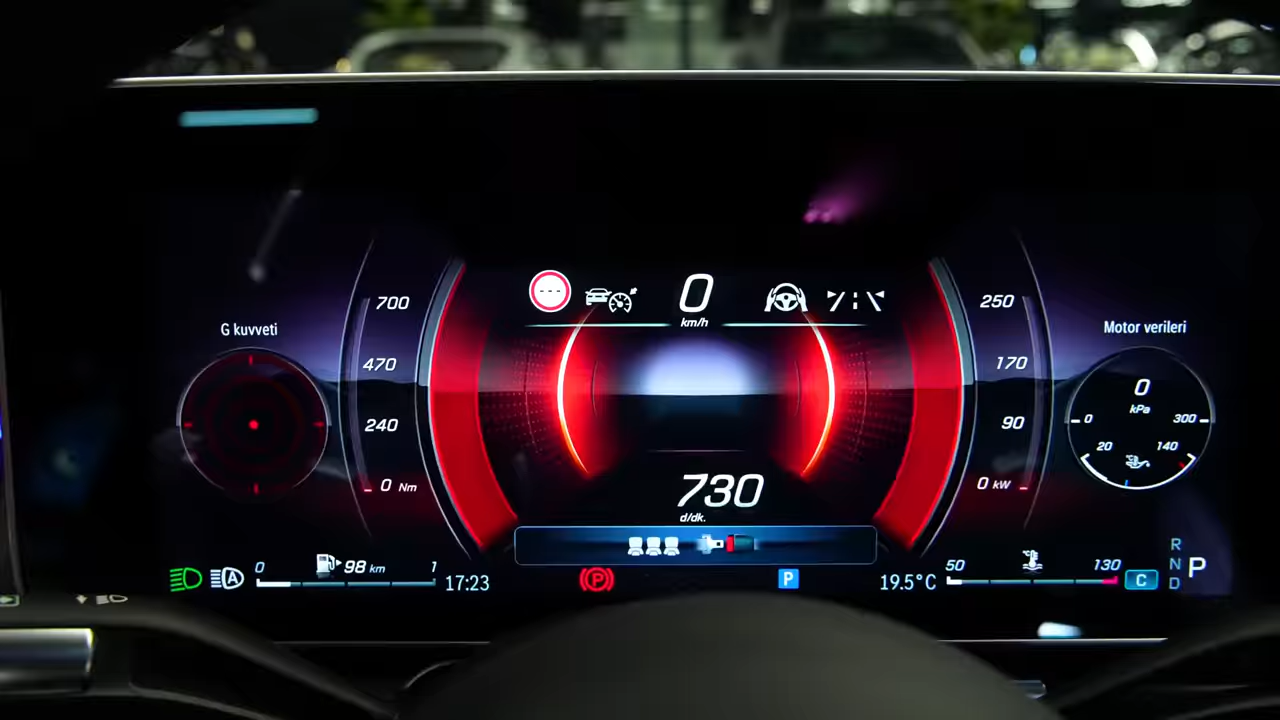 0
km/h
700
470
240
0 Nm
G kuvveti
250
170
90
0 kW
Motor verileri
0
kPa
0 300
20 140
730
d/dk.
0 98 km 1
17:23
P
P
19.5°C
50 130
C
R
N
D
P
A